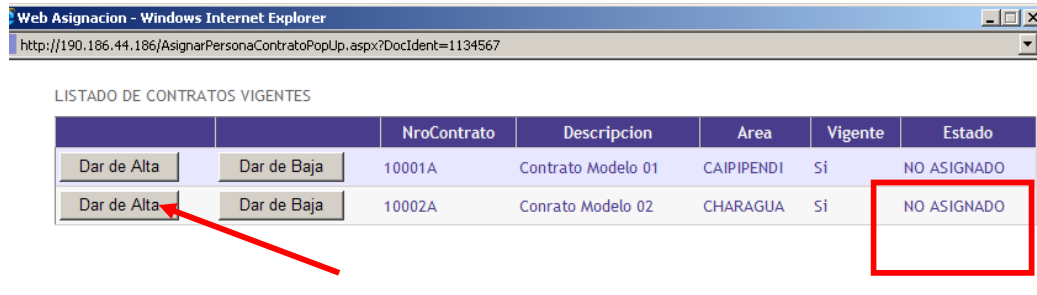 Web Asignacion - Windows Internet Explorer
http://190.186.44.186/AsignarPersonaContratoPopUp.aspx?DocIdent=1134567
LISTADO DE CONTRATOS VIGENTES
NroContrato Descripcion Area Vigente Estado
Dar de Alta Dar de Baja 10001A Contrato Modelo 01 CAIPIPENDI Si NO ASIGNADO
Dar de Alta Dar de Baja 10002A Conrato Modelo 02 CHARAGUA Si NO ASIGNADO